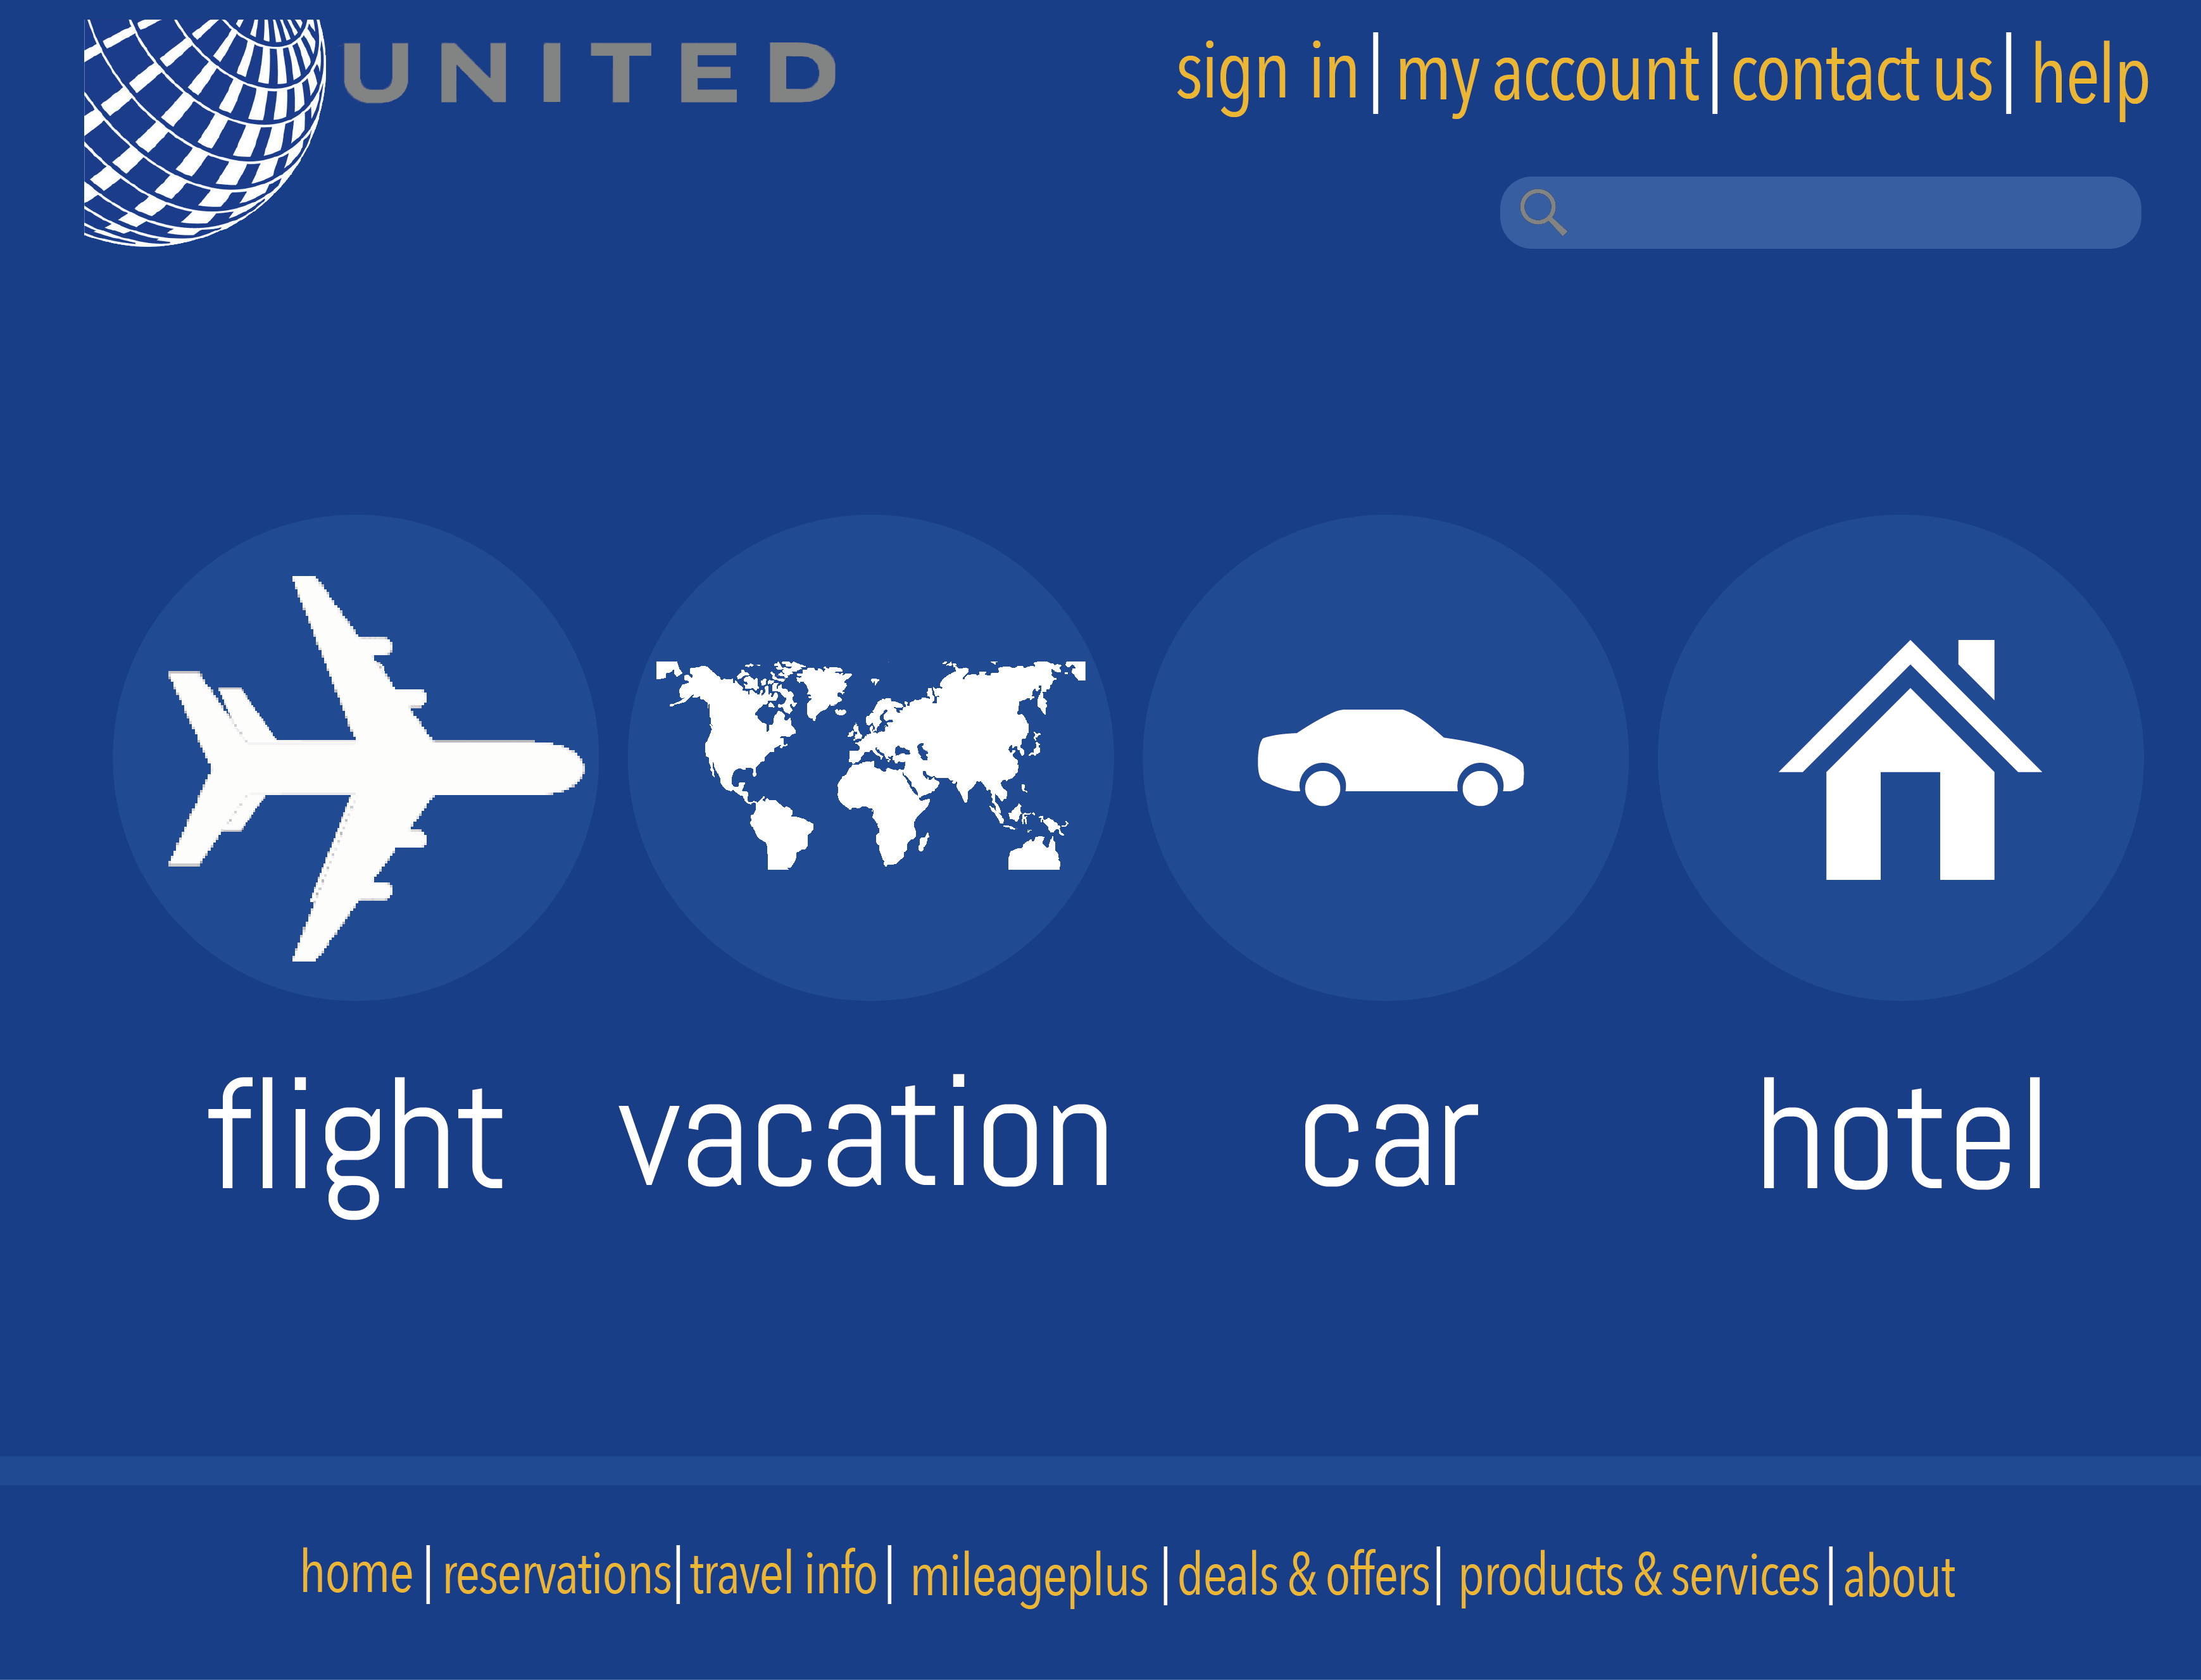 UNITED
sign in | my account | contact us | help
flight vacation car hotel
home | reservations | travel info | mileageplus | deals & offers | products & services | about